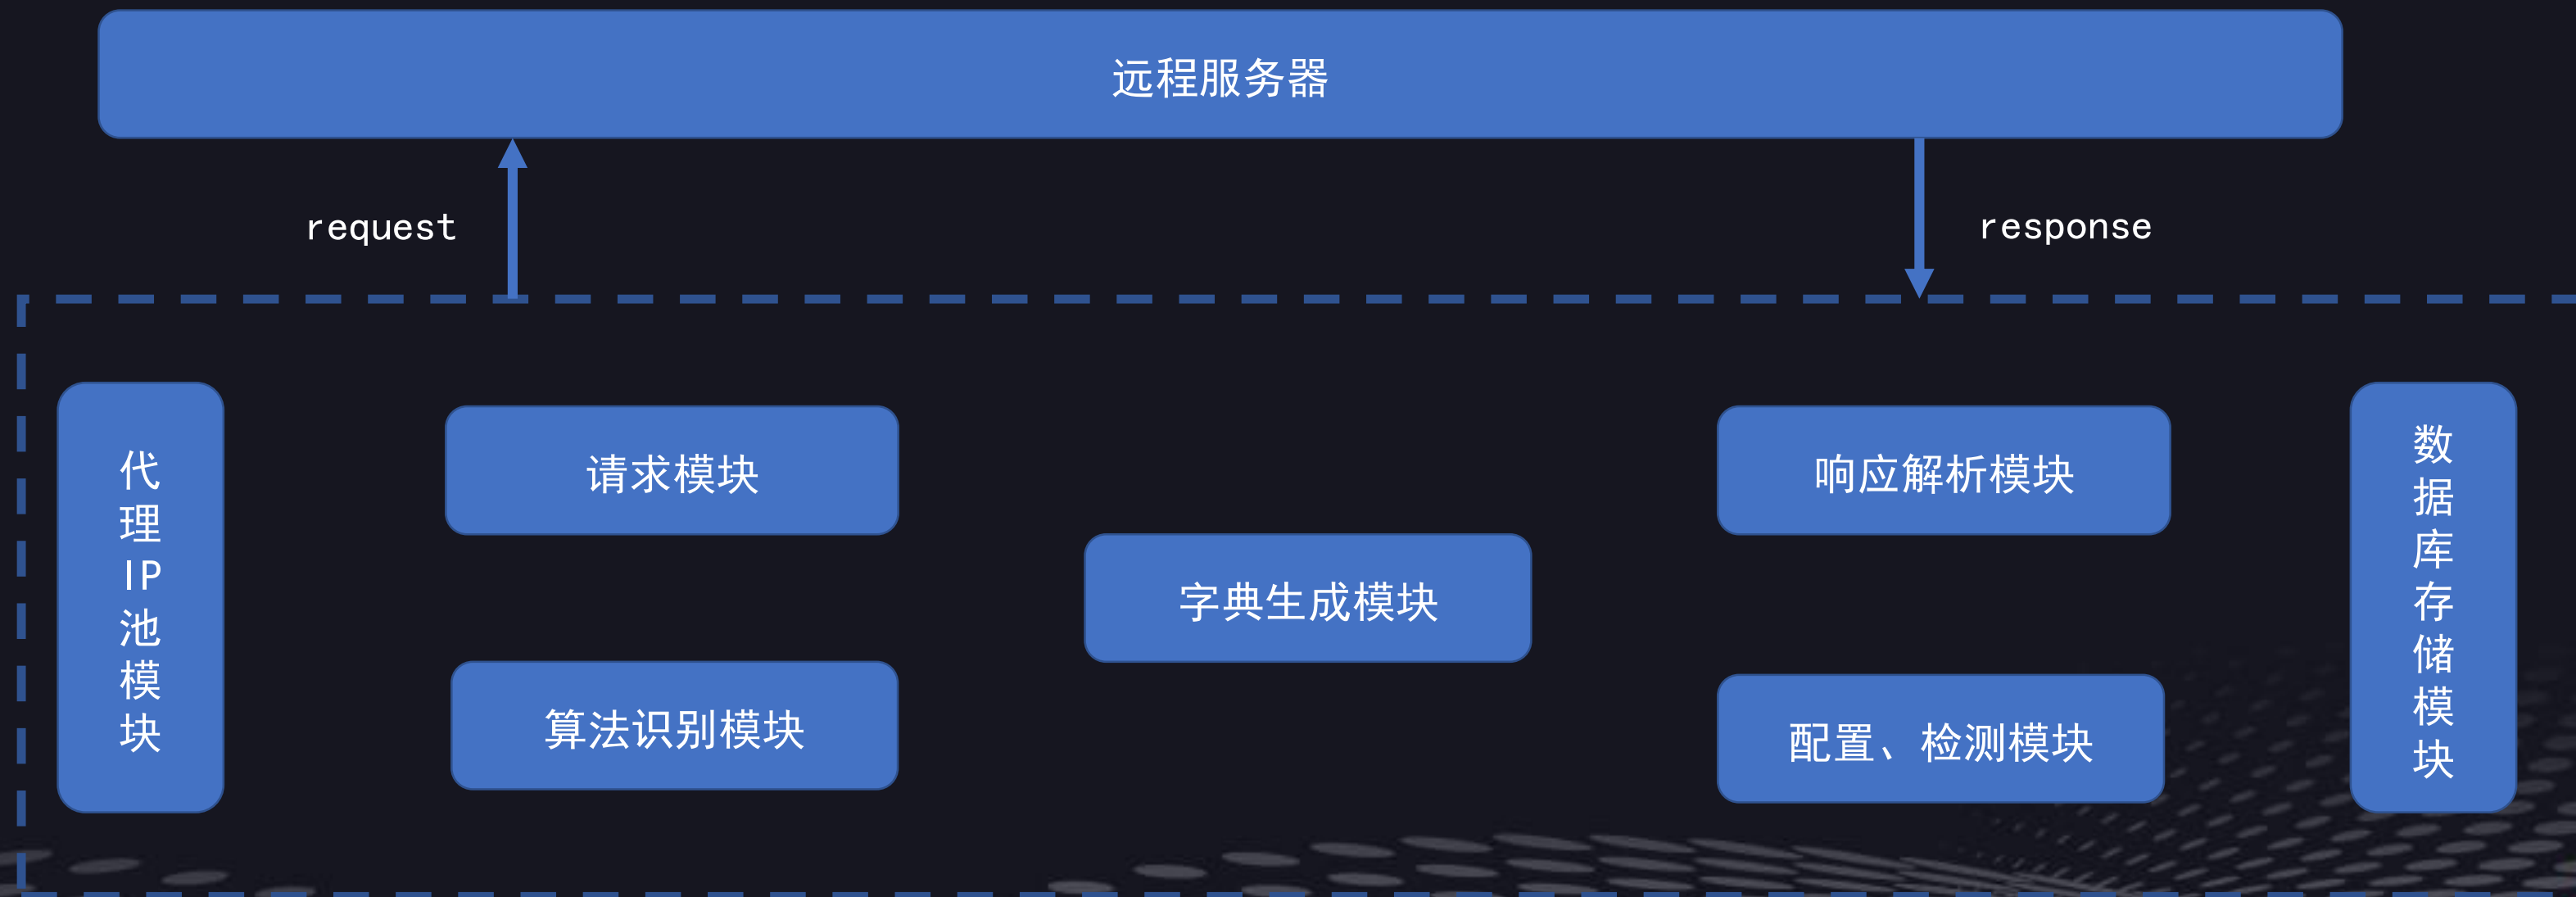 远程服务器
request
response
代理IP池模块
请求模块
响应解析模块
数据库存储模块
字典生成模块
算法识别模块
配置、检测模块